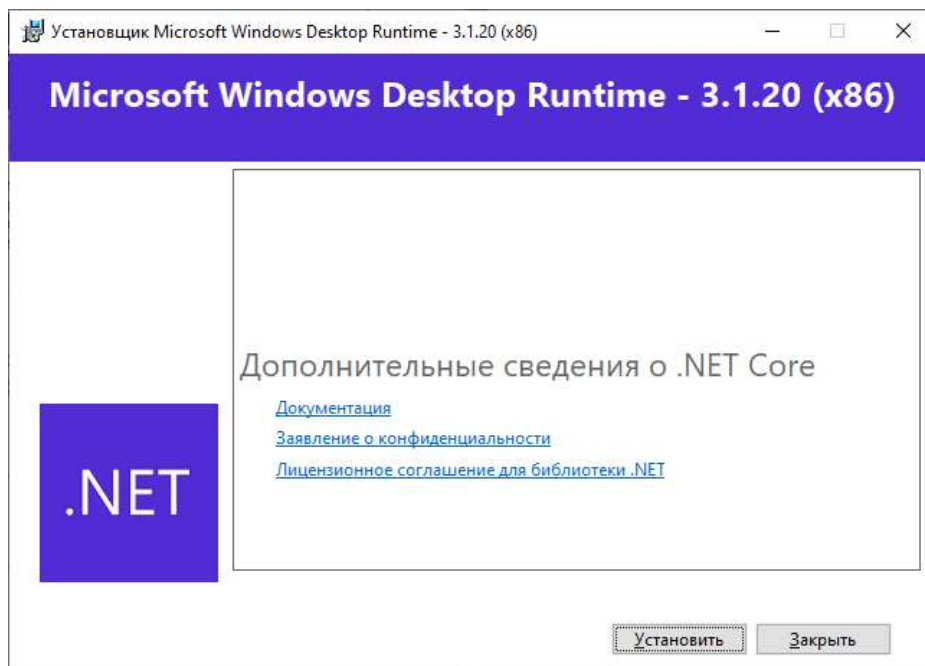 Установщик Microsoft Windows Desktop Runtime - 3.1.20 (x86)
Microsoft Windows Desktop Runtime - 3.1.20 (x86)
Дополнительные сведения о .NET Core
Документация
Заявление о конфиденциальности
Лицензионное соглашение для библиотеки .NET
.NET
Установить
Закрыть